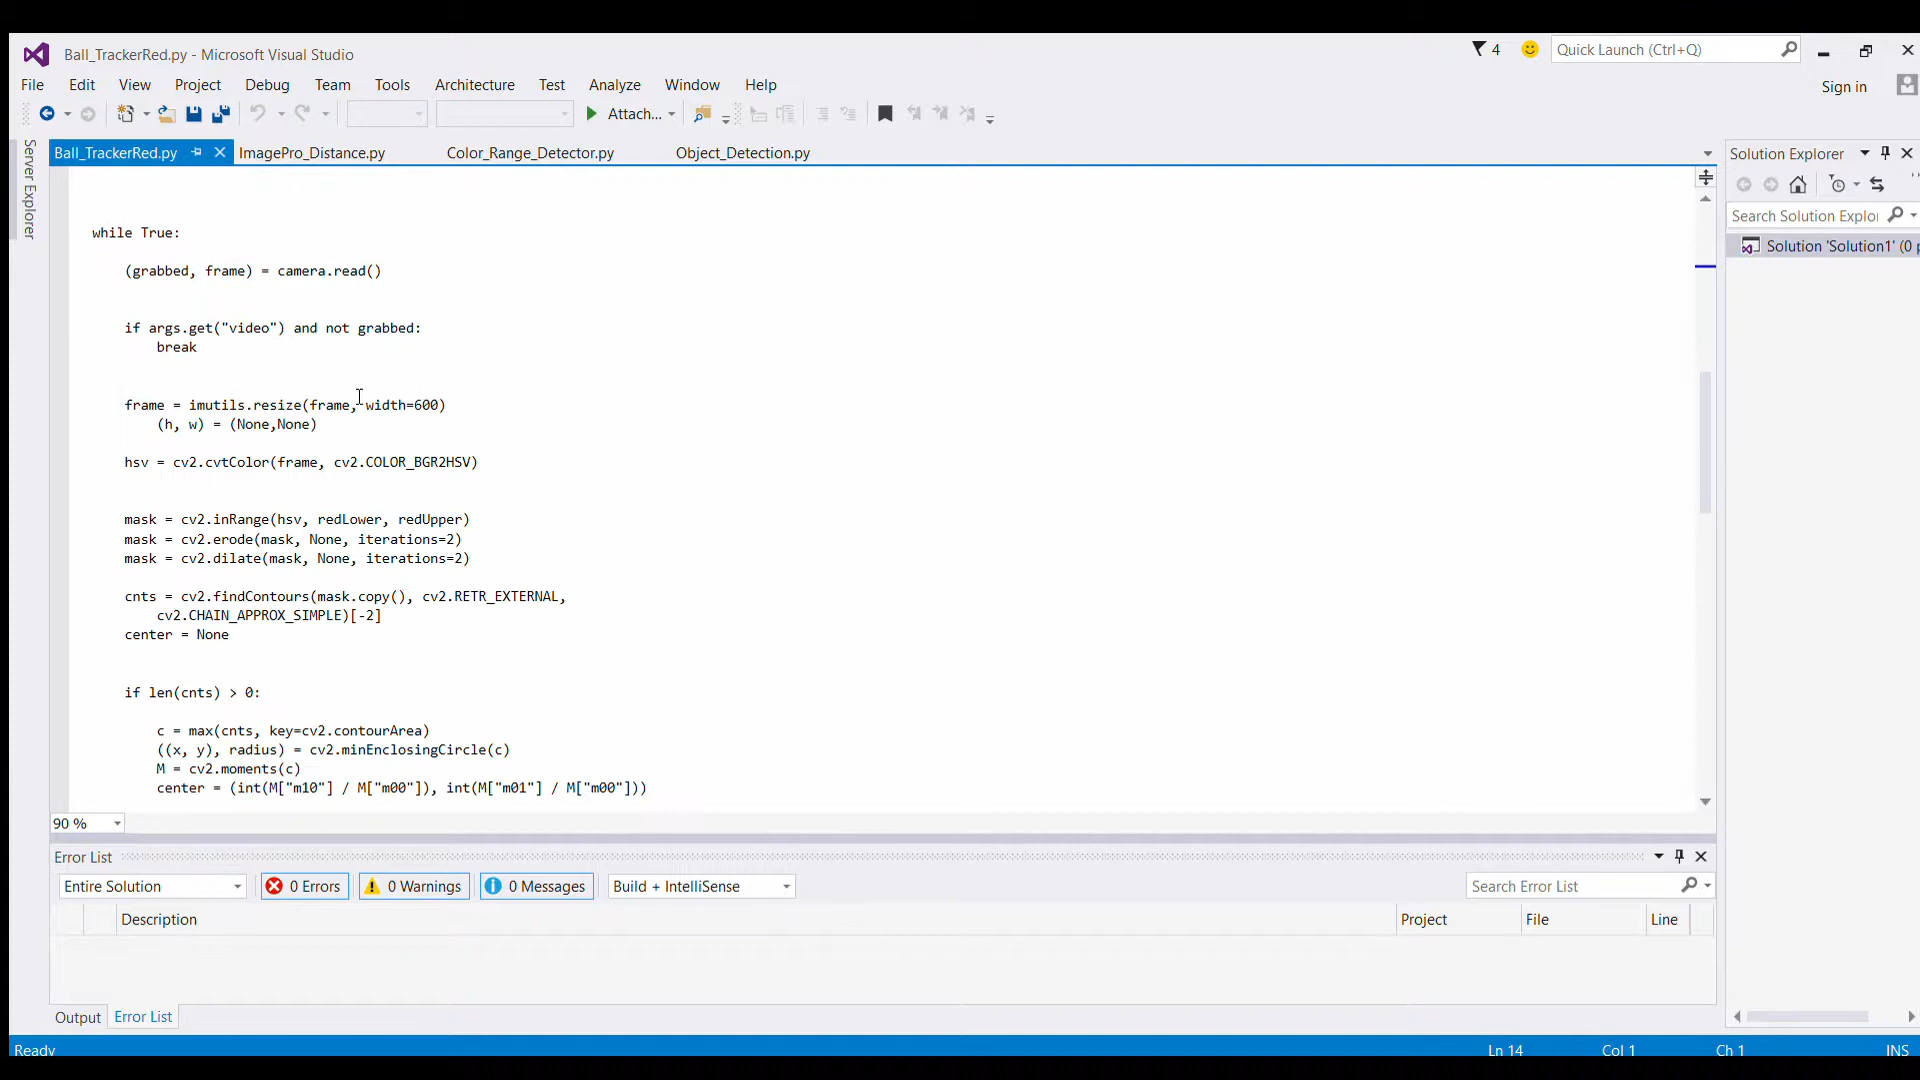 Ball_TrackerRed.py - Microsoft Visual Studio
4
Quick Launch (Ctrl+Q)
File Edit View Project Debug Team Tools Architecture Test Analyze Window Help
Sign in
Attach...
Server Explorer
Ball_TrackerRed.py ImagePro_Distance.py Color_Range_Detector.py Object_Detection.py
Solution Explorer
Search Solution Explo
Solution 'Solution1' (0 p
while True:
(grabbed, frame) = camera.read()
if args.get("video") and not grabbed:
break
frame = imutils.resize(frame, width=600)
(h, w) = (None,None)
hsv = cv2.cvtColor(frame, cv2.COLOR_BGR2HSV)
mask = cv2.inRange(hsv, redLower, redUpper)
mask = cv2.erode(mask, None, iterations=2)
mask = cv2.dilate(mask, None, iterations=2)
cnts = cv2.findContours(mask.copy(), cv2.RETR_EXTERNAL,
cv2.CHAIN_APPROX_SIMPLE)[-2]
center = None
if len(cnts) > 0:
c = max(cnts, key=cv2.contourArea)
((x, y), radius) = cv2.minEnclosingCircle(c)
M = cv2.moments(c)
center = (int(M["m10"] / M["m00"]), int(M["m01"] / M["m00"]))
90 %
Error List
Entire Solution 0 Errors 0 Warnings 0 Messages Build + IntelliSense Search Error List
Description Project File Line
Output Error List
Ready Ln 14 Col 1 Ch 1 INS